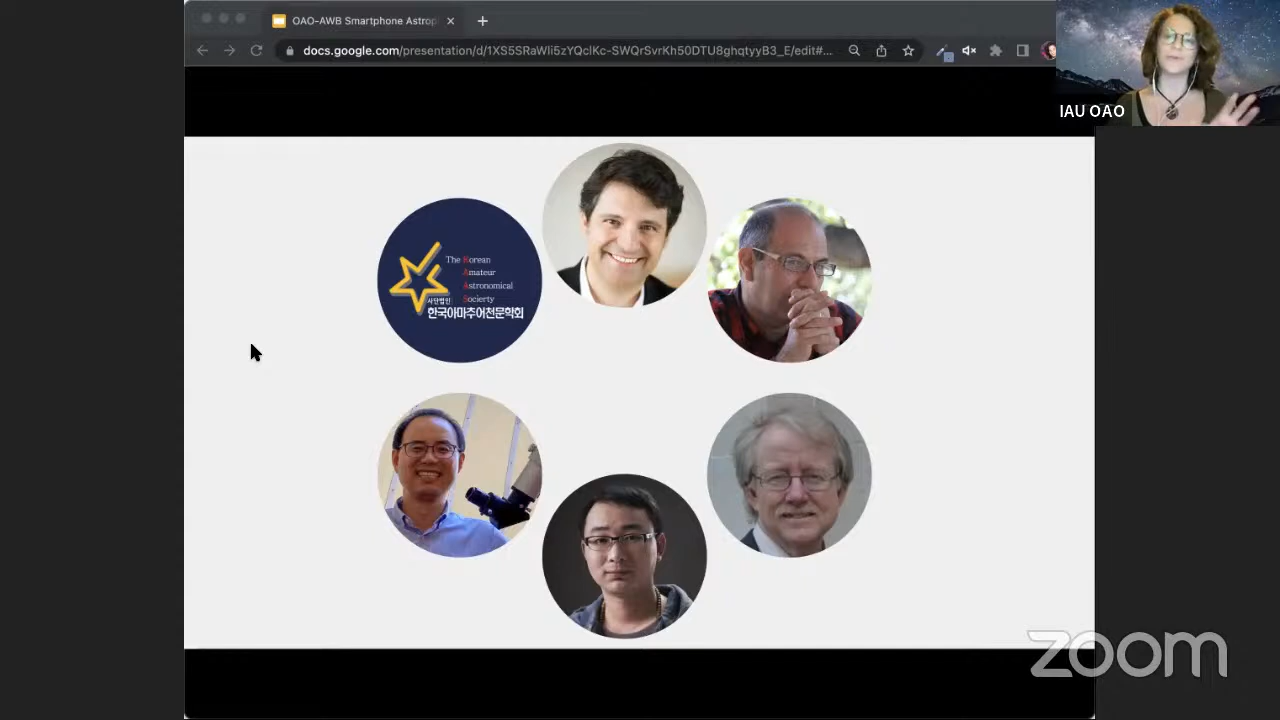 OAO-AWB Smartphone Astrop
docs.google.com/presentation/d/1XS5SRaWIi5zYQclKc-SWQrSvrKh50DTU8ghqtyyB3_E/edit#...
IAU OAO
The Korean
Amateur
Astronomical
Socierty
사단법인
한국아마추어천문학회
zoom